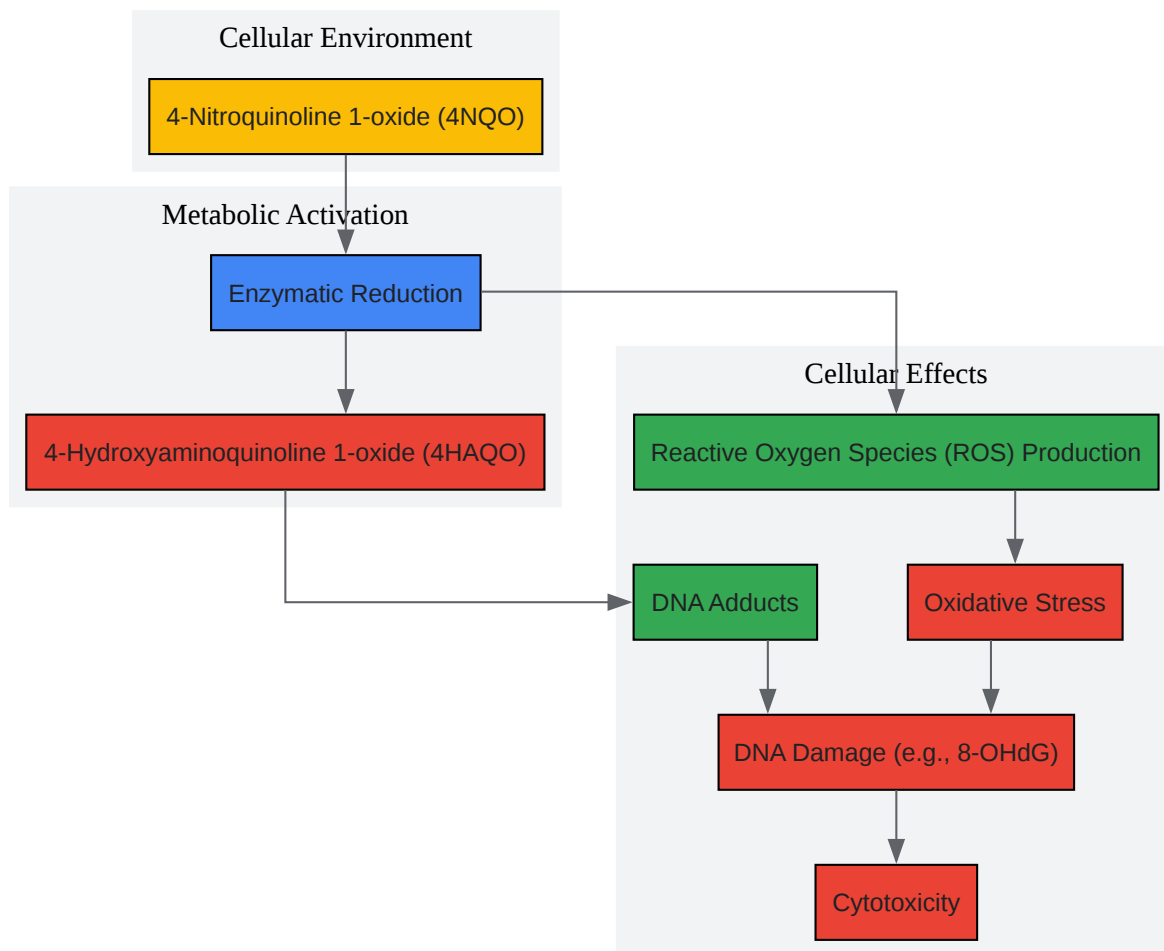 Cellular Environment
4-Nitroquinoline 1-oxide (4NQO)
Metabolic Activation
Enzymatic Reduction
4-Hydroxyaminoquinoline 1-oxide (4HAQO)
Cellular Effects
Reactive Oxygen Species (ROS) Production
DNA Adducts
Oxidative Stress
DNA Damage (e.g., 8-OHdG)
Cytotoxicity